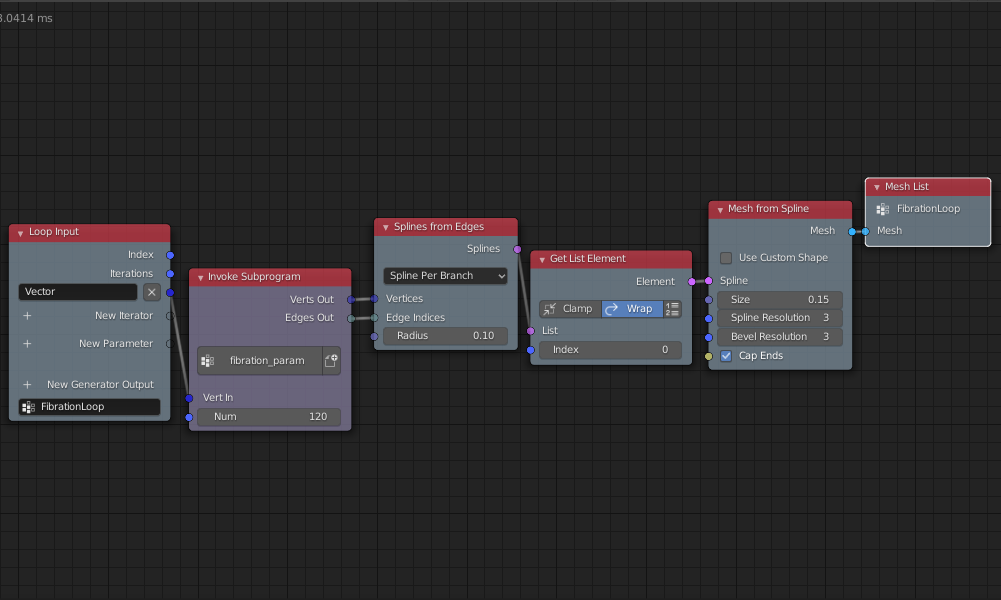 3.0414 ms
Loop Input
Index
Iterations
Vector
New Iterator
New Parameter
New Generator Output
FibrationLoop
Invoke Subprogram
Verts Out
Edges Out
fibration_param
Vert In
Num 120
Splines from Edges
Splines
Spline Per Branch
Vertices
Edge Indices
Radius 0.10
Get List Element
Element
Clamp Wrap
List
Index 0
Mesh from Spline
Mesh
Use Custom Shape
Spline
Size 0.15
Spline Resolution 3
Bevel Resolution 3
Cap Ends
Mesh List
FibrationLoop
Mesh